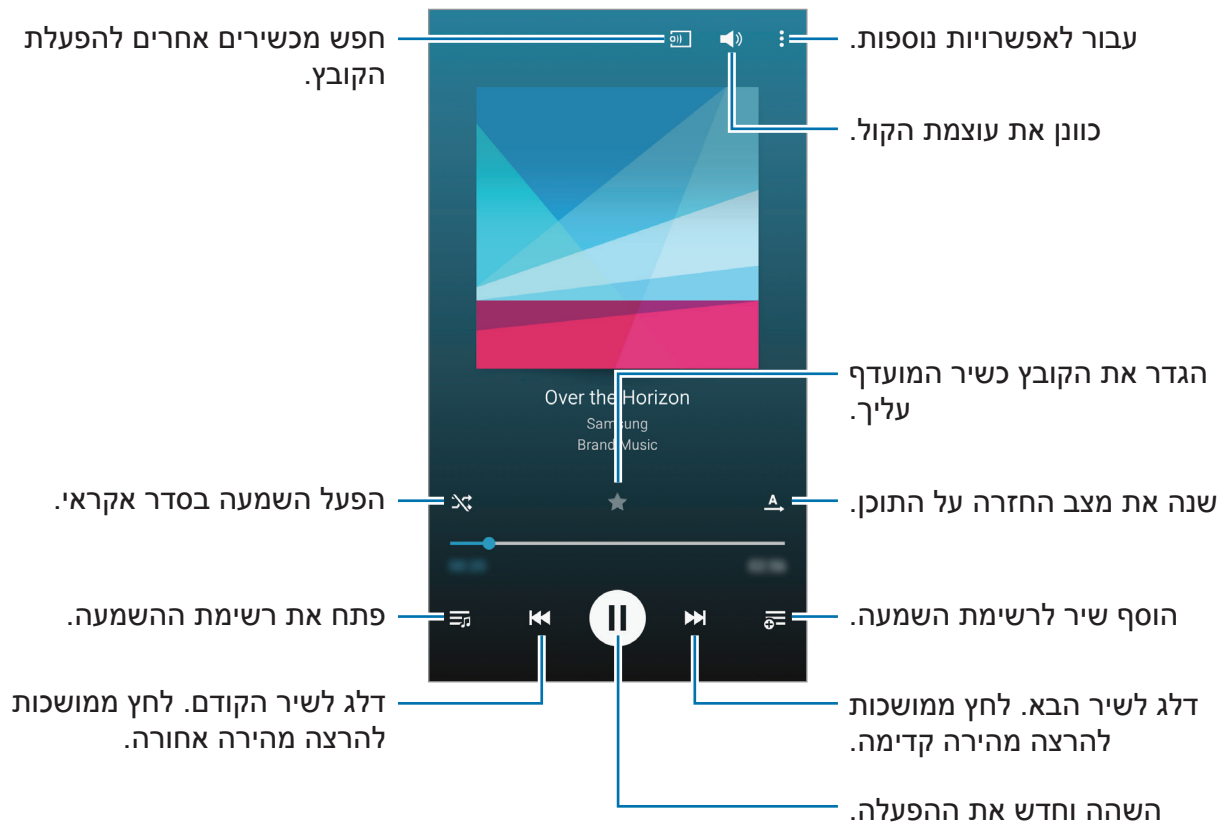 חפש מכשירים אחרים להפעלת
הקובץ.
עבור לאפשרויות נוספות.
כוונן את עוצמת הקול.
הגדר את הקובץ כשיר המועדף
עליך.
Over the Horizon
Samsung
Brand Music
הפעל השמעה בסדר אקראי.
A
שנה את מצב החזרה על התוכן.
פתח את רשימת ההשמעה.
הוסף שיר לרשימת השמעה.
דלג לשיר הקודם. לחץ ממושכות
להרצה מהירה אחורה.
דלג לשיר הבא. לחץ ממושכות
להרצה מהירה קדימה.
השהה וחדש את ההפעלה.